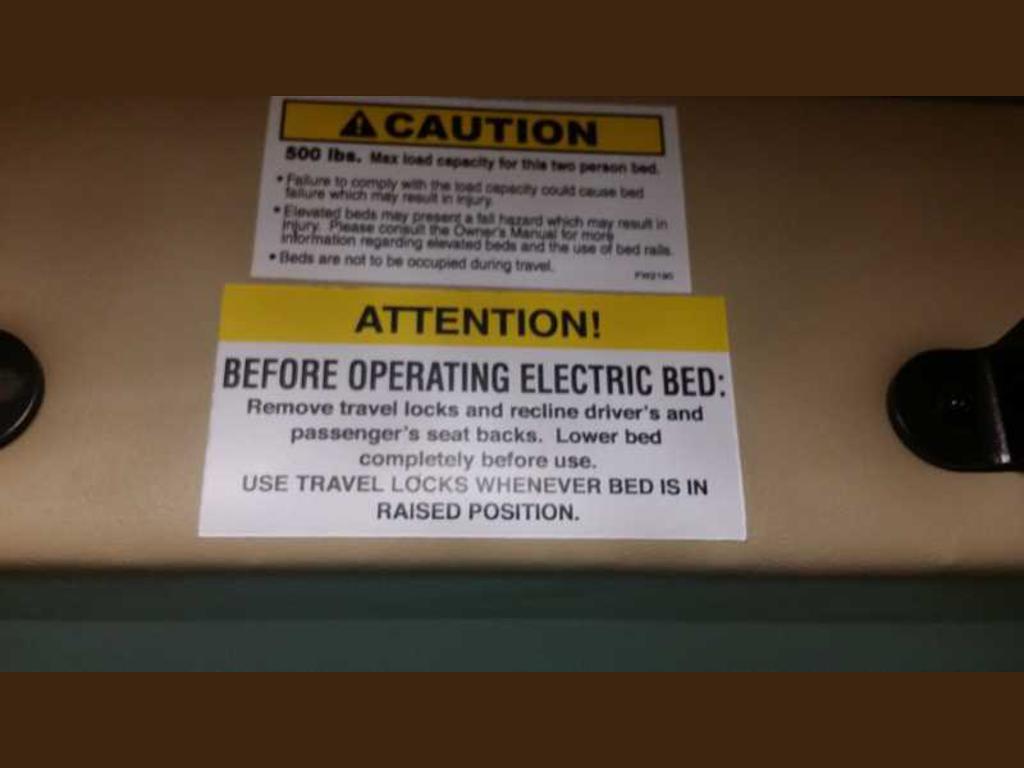 CAUTION
500 lbs. Max load capacity for this two person bed.
• Failure to comply with the load capacity could cause bed
failure which may result in injury.
• Elevated beds may present a fall hazard which may result in
injury. Please consult the Owner's Manual for more
information regarding elevated beds and the use of bed rails.
• Beds are not to be occupied during travel.
ATTENTION!
BEFORE OPERATING ELECTRIC BED:
Remove travel locks and recline driver's and
passenger's seat backs. Lower bed
completely before use.
USE TRAVEL LOCKS WHENEVER BED IS IN
RAISED POSITION.